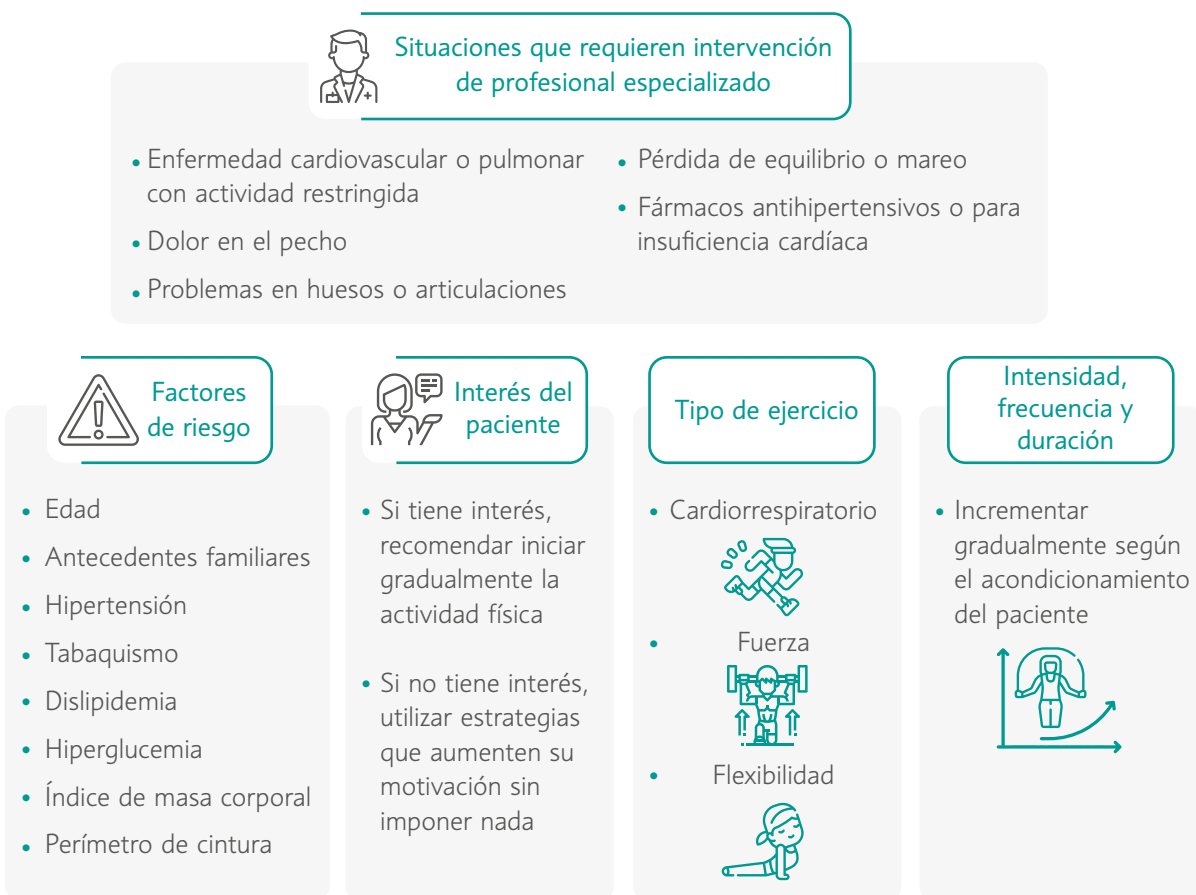 Situaciones que requieren intervención
de profesional especializado
• Enfermedad cardiovascular o pulmonar
con actividad restringida
• Dolor en el pecho
• Problemas en huesos o articulaciones
• Pérdida de equilibrio o mareo
• Fármacos antihipertensivos o para
insuficiencia cardíaca
Factores
de riesgo
• Edad
• Antecedentes familiares
• Hipertensión
• Tabaquismo
• Dislipidemia
• Hiperglucemia
• Índice de masa corporal
• Perímetro de cintura
Interés del
paciente
• Si tiene interés,
recomendar iniciar
gradualmente la
actividad física
• Si no tiene interés,
utilizar estrategias
que aumenten su
motivación sin
imponer nada
Tipo de ejercicio
• Cardiorrespiratorio
• Fuerza
• Flexibilidad
Intensidad,
frecuencia y
duración
• Incrementar
gradualmente según
el acondicionamiento
del paciente